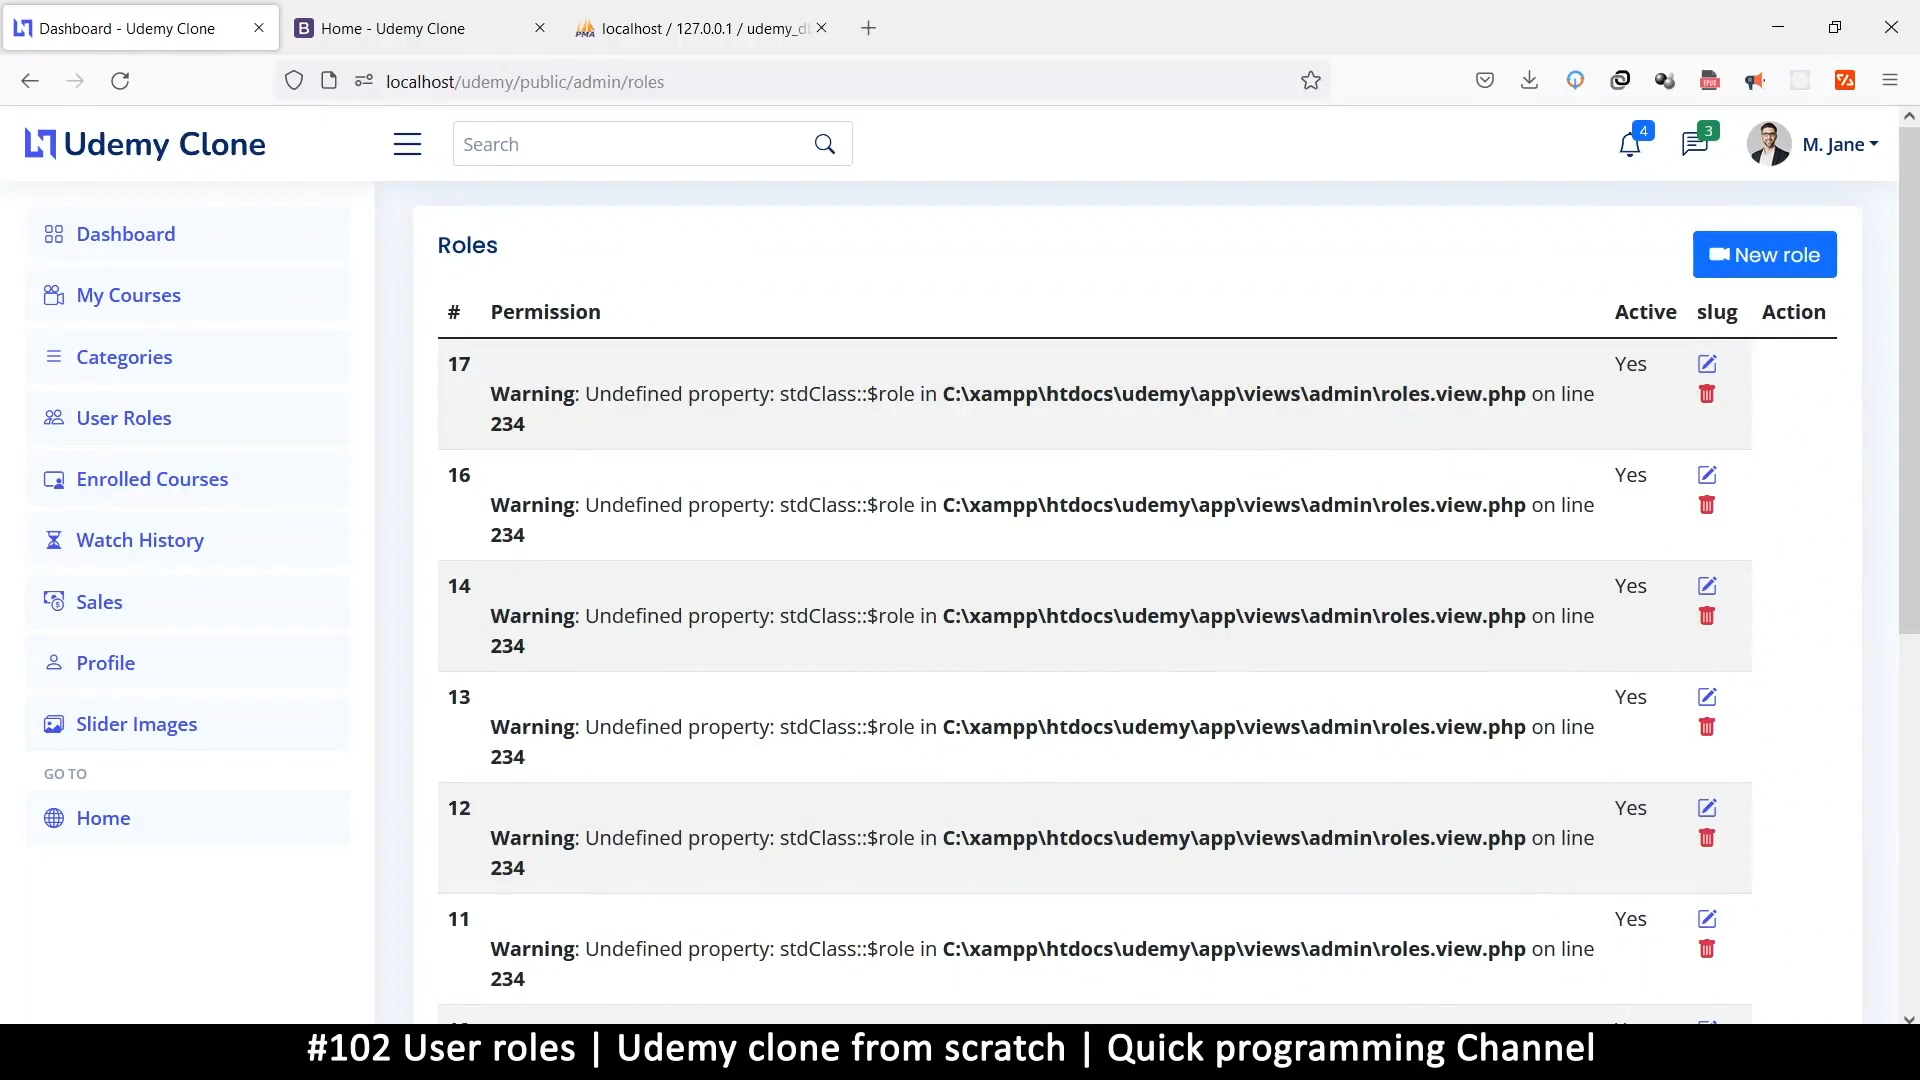 Dashboard - Udemy Clone
Home - Udemy Clone
localhost / 127.0.0.1 / udemy_d
localhost/udemy/public/admin/roles
Udemy Clone
Search
4
3
M. Jane
Dashboard
My Courses
Categories
User Roles
Enrolled Courses
Watch History
Sales
Profile
Slider Images
GO TO
Home
Roles
New role
# Permission Active slug Action
17 Yes
Warning: Undefined property: stdClass::$role in C:\xampp\htdocs\udemy\app\views\admin\roles.view.php on line
234
16 Yes
Warning: Undefined property: stdClass::$role in C:\xampp\htdocs\udemy\app\views\admin\roles.view.php on line
234
14 Yes
Warning: Undefined property: stdClass::$role in C:\xampp\htdocs\udemy\app\views\admin\roles.view.php on line
234
13 Yes
Warning: Undefined property: stdClass::$role in C:\xampp\htdocs\udemy\app\views\admin\roles.view.php on line
234
12 Yes
Warning: Undefined property: stdClass::$role in C:\xampp\htdocs\udemy\app\views\admin\roles.view.php on line
234
11 Yes
Warning: Undefined property: stdClass::$role in C:\xampp\htdocs\udemy\app\views\admin\roles.view.php on line
234
#102 User roles | Udemy clone from scratch | Quick programming Channel